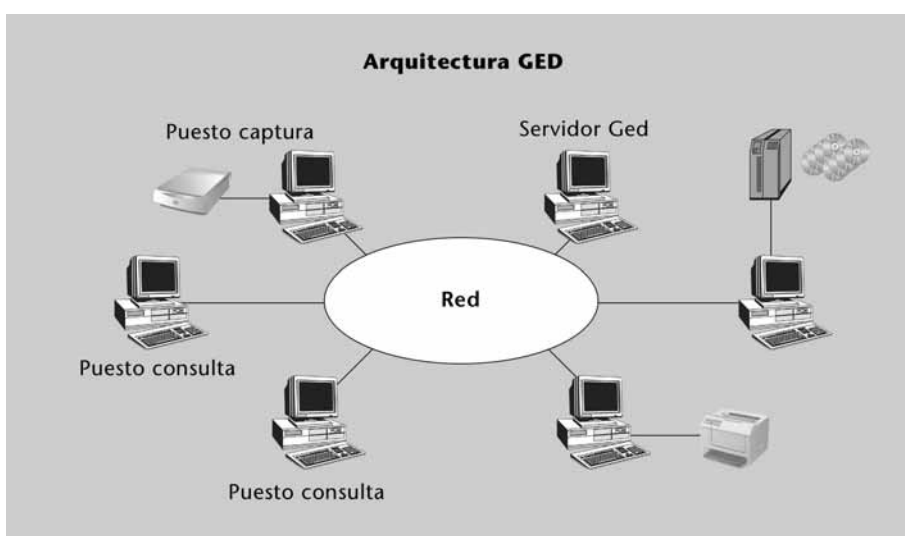 Arquitectura GED
Puesto captura
Servidor Ged
Red
Puesto consulta
Puesto consulta